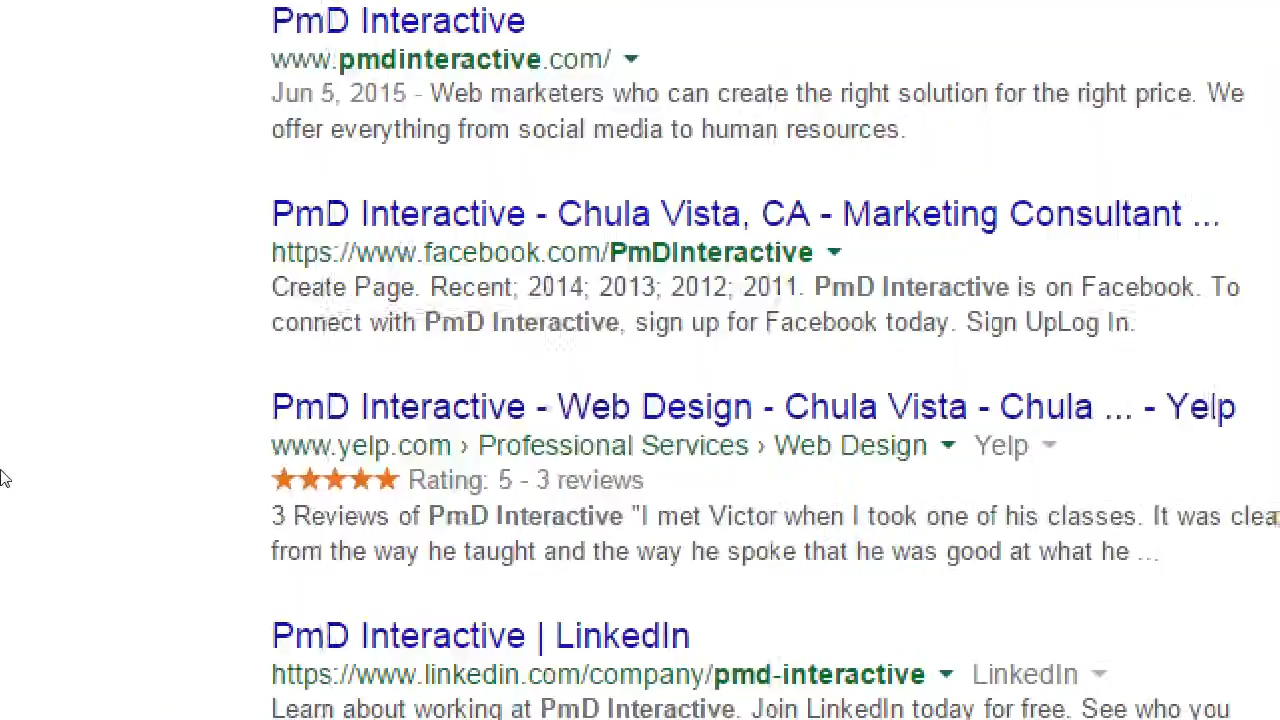 PmD Interactive
www.pmdinteractive.com/
Jun 5, 2015 - Web marketers who can create the right solution for the right price. We
offer everything from social media to human resources.
PmD Interactive - Chula Vista, CA - Marketing Consultant ...
https://www.facebook.com/PmDInteractive
Create Page. Recent; 2014; 2013; 2012; 2011. PmD Interactive is on Facebook. To
connect with PmD Interactive, sign up for Facebook today. Sign UpLog In.
PmD Interactive - Web Design - Chula Vista - Chula ... - Yelp
www.yelp.com › Professional Services › Web Design Yelp
Rating: 5 - 3 reviews
3 Reviews of PmD Interactive "I met Victor when I took one of his classes. It was clea
from the way he taught and the way he spoke that he was good at what he ...
PmD Interactive | LinkedIn
https://www.linkedin.com/company/pmd-interactive LinkedIn
Learn about working at PmD Interactive. Join LinkedIn today for free. See who you